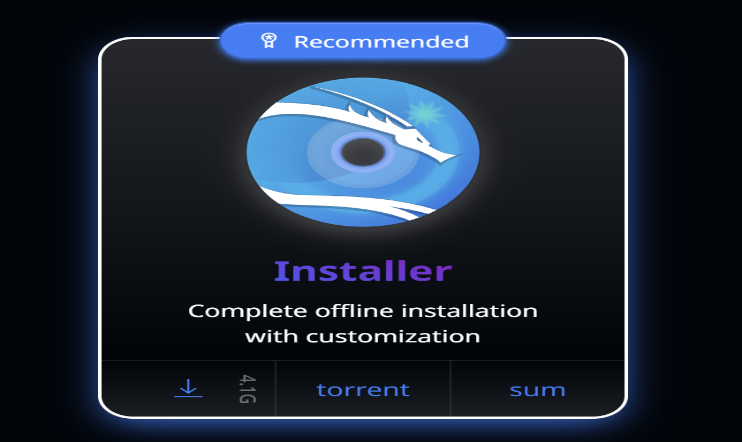 Recommended
Installer
Complete offline installation
with customization
4.1G
torrent
sum